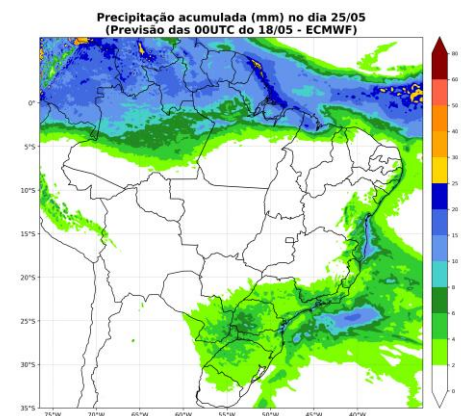 Precipitação acumulada (mm) no dia 25/05
(Previsão das 00UTC do 18/05 - ECMWF)
80
60
50
40
30
25
20
15
10
8
6
4
2
0
0°
5°S
10°S
15°S
20°S
25°S
30°S
35°S
75°W 70°W 65°W 60°W 55°W 50°W 45°W 40°W